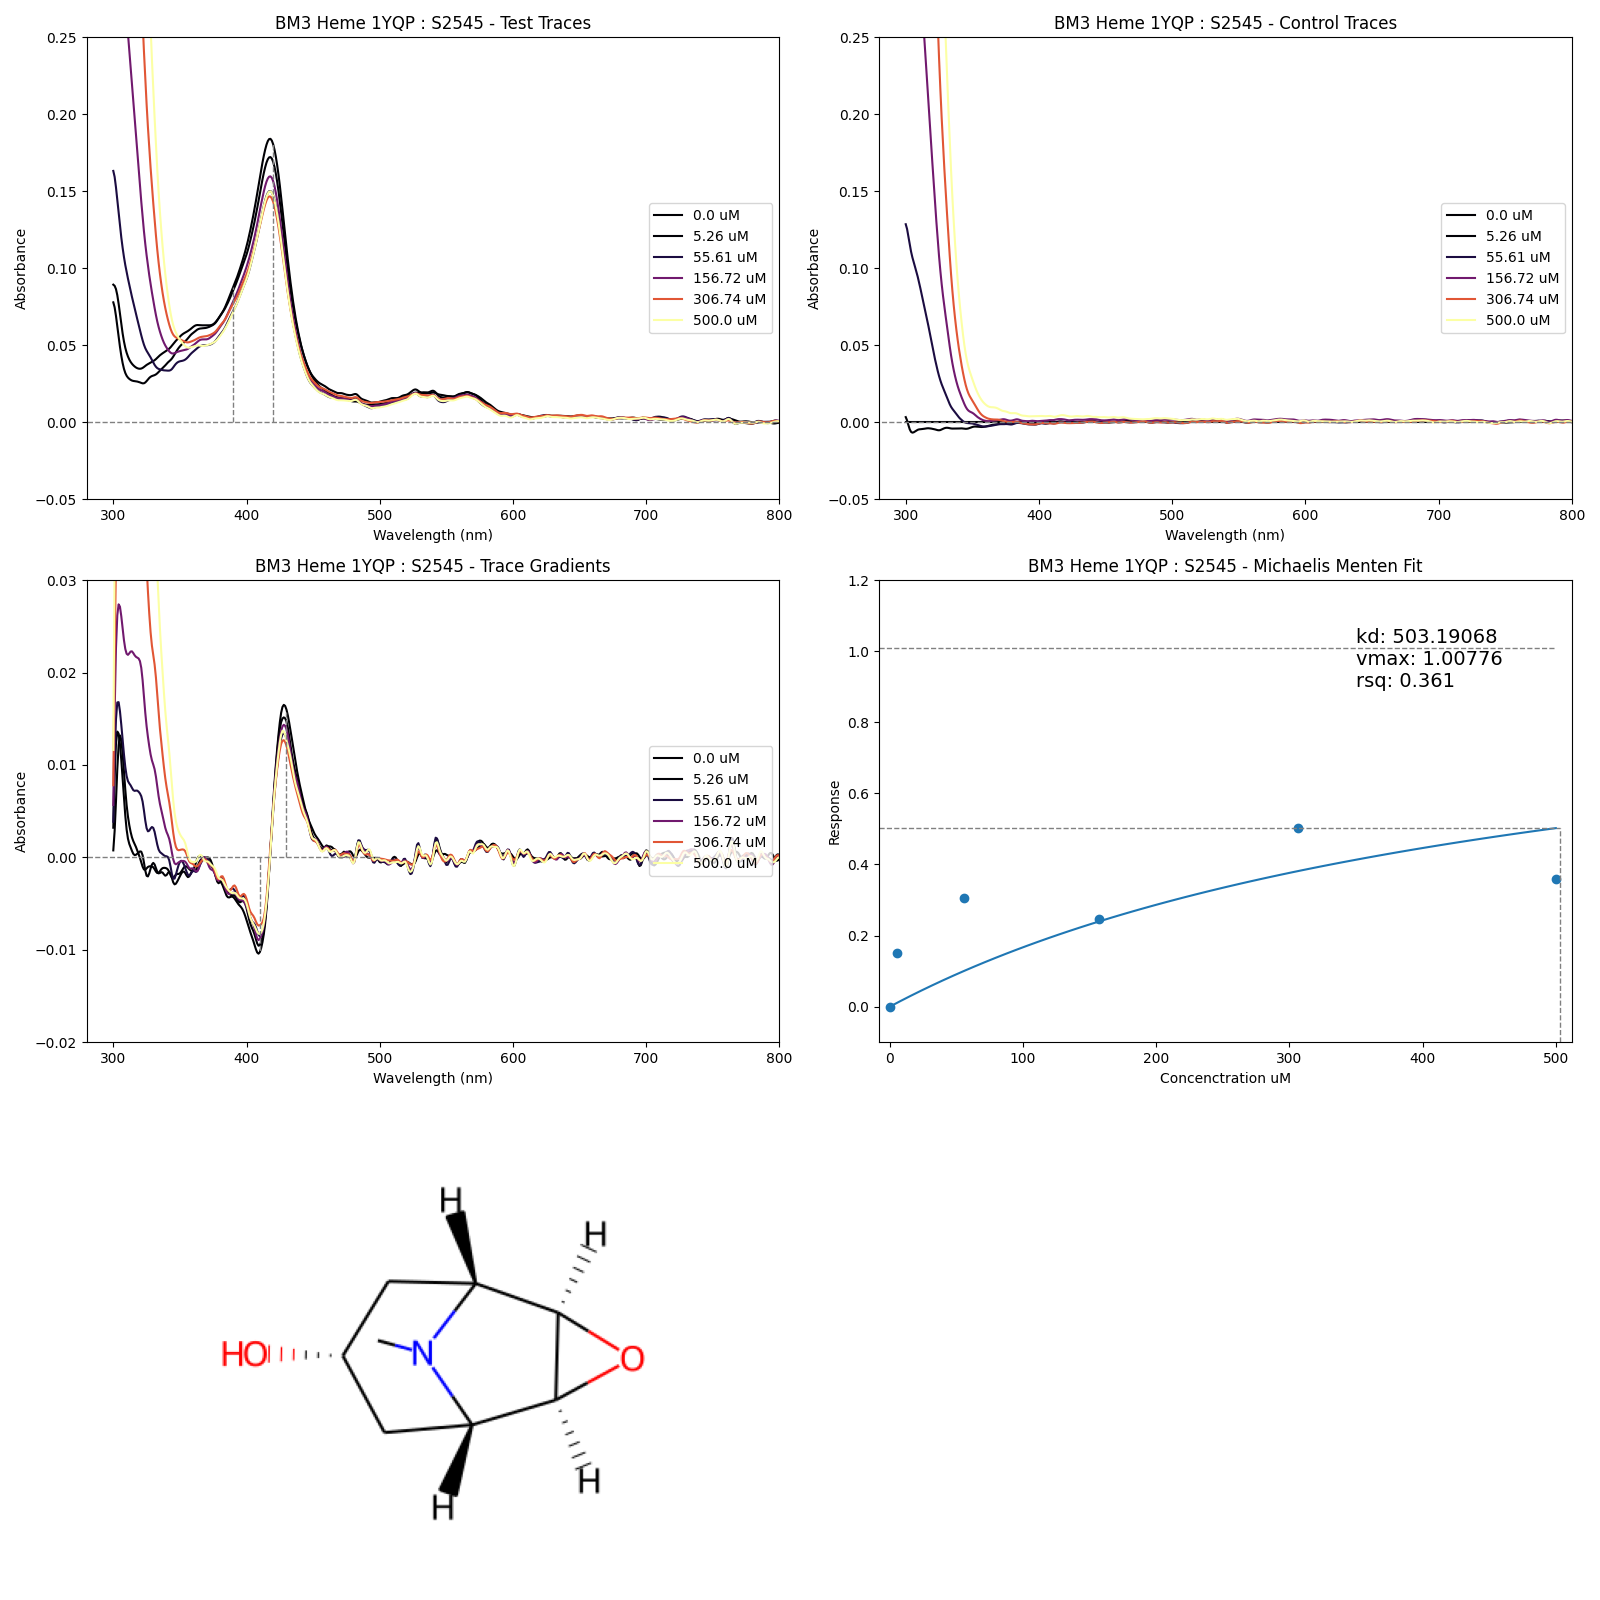 BM3 Heme 1YQP : S2545 - Test Traces
0.25
0.20
0.15
0.10
0.05
0.00
−0.05
Absorbance
300
400
500
600
700
800
Wavelength (nm)
0.0 uM
5.26 uM
55.61 uM
156.72 uM
306.74 uM
500.0 uM
BM3 Heme 1YQP : S2545 - Control Traces
0.25
0.20
0.15
0.10
0.05
0.00
−0.05
Absorbance
300
400
500
600
700
800
Wavelength (nm)
0.0 uM
5.26 uM
55.61 uM
156.72 uM
306.74 uM
500.0 uM
BM3 Heme 1YQP : S2545 - Trace Gradients
0.03
0.02
0.01
0.00
−0.01
−0.02
Absorbance
300
400
500
600
700
800
Wavelength (nm)
0.0 uM
5.26 uM
55.61 uM
156.72 uM
306.74 uM
500.0 uM
BM3 Heme 1YQP : S2545 - Michaelis Menten Fit
1.2
1.0
0.8
0.6
0.4
0.2
0.0
Response
0
100
200
300
400
500
Concenctration uM
kd: 503.19068
vmax: 1.00776
rsq: 0.361
H
H
HO
N
O
H
H